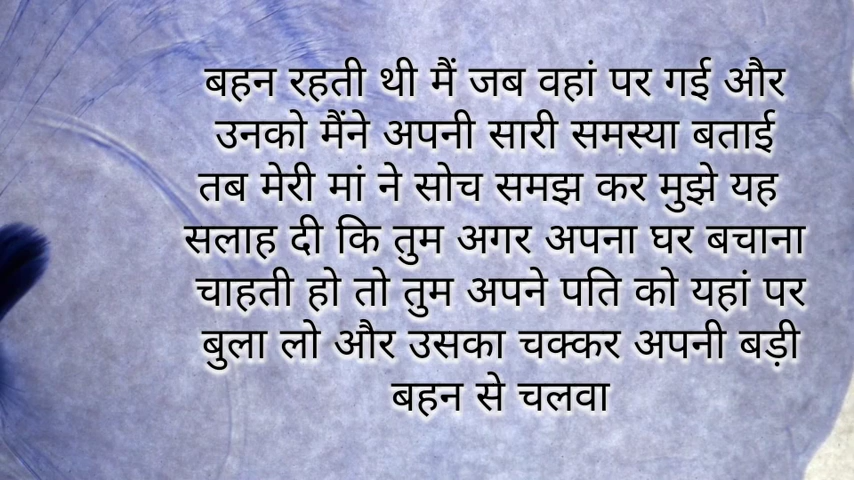 बहन रहती थी मैं जब वहां पर गई और
उनको मैंने अपनी सारी समस्या बताई
तब मेरी मां ने सोच समझ कर मुझे यह
सलाह दी कि तुम अगर अपना घर बचाना
चाहती हो तो तुम अपने पति को यहां पर
बुला लो और उसका चक्कर अपनी बड़ी
बहन से चलवा